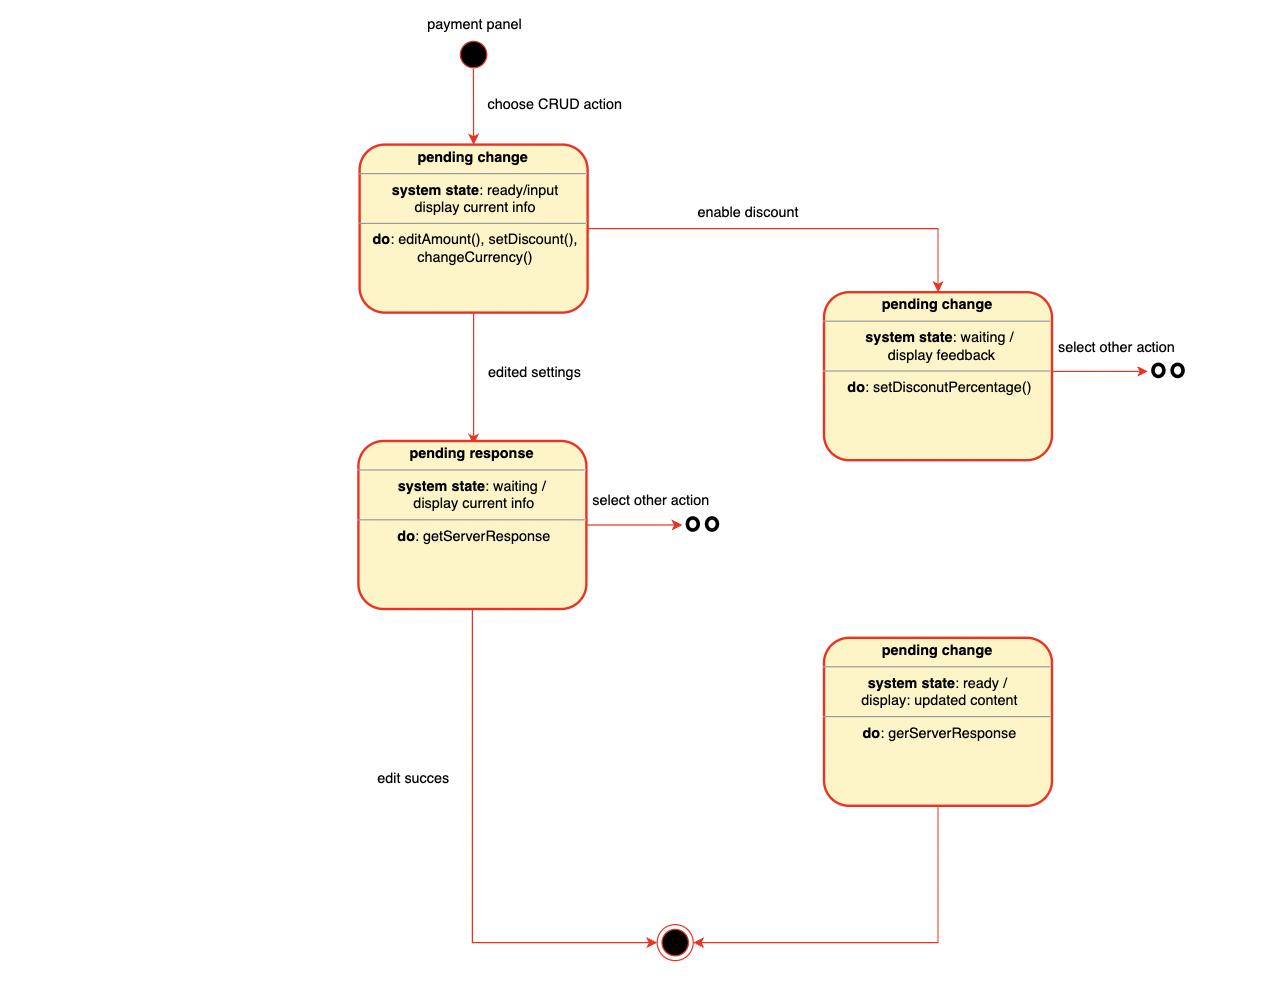 payment panel
choose CRUD action
pending change
system state: ready/input
display current info
do: editAmount(), setDiscount(),
changeCurrency()
enable discount
pending change
system state: waiting /
display feedback
do: setDisconutPercentage()
select other action
edited settings
pending response
system state: waiting /
display current info
do: getServerResponse
select other action
pending change
system state: ready /
display: updated content
do: gerServerResponse
edit succes